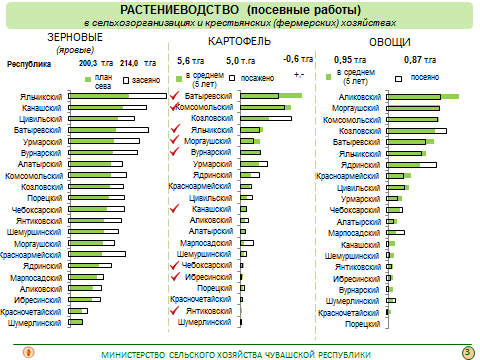 РАСТЕНИЕВОДСТВО (посевные работы)
в сельхозорганизациях и крестьянских (фермерских) хозяйствах
ЗЕРНОВЫЕ
(яровые)
Республика 200,3 т.га 214,0 т.га
план сева
засеяно
Яльчикский
Канашский
Цивильский
Батыревский
Урмарский
Вурнарский
Алатырский
Комсомольский
Козловский
Порецкий
Чебоксарский
Янтиковский
Шемуршинский
Моргаушский
Красноармейский
Ядринский
Марпосадский
Аликовский
Ибресинский
Красночетайский
Шумерлинский
КАРТОФЕЛЬ
5,6 т.га 5,0 т.га -0,6 т.га
+,-
в среднем (5 лет)
посажено
Батыревский
Комсомольский
Козловский
Яльчикский
Моргаушский
Вурнарский
Урмарский
Ядринский
Красноармейский
Цивильский
Канашский
Аликовский
Алатырский
Марпосадский
Шемуршинский
Чебоксарский
Ибресинский
Порецкий
Красночетайский
Янтиковский
Шумерлинский
ОВОЩИ
0,95 т.га 0,87 т.га
в среднем (5 лет)
посеяно
Аликовский
Моргаушский
Комсомольский
Козловский
Батыревский
Яльчикский
Ядринский
Красноармейский
Цивильский
Урмарский
Чебоксарский
Алатырский
Марпосадский
Канашский
Шемуршинский
Янтиковский
Ибресинский
Вурнарский
Шумерлинский
Красночетайский
Порецкий
МИНИСТЕРСТВО СЕЛЬСКОГО ХОЗЯЙСТВА ЧУВАШСКОЙ РЕСПУБЛИКИ
3